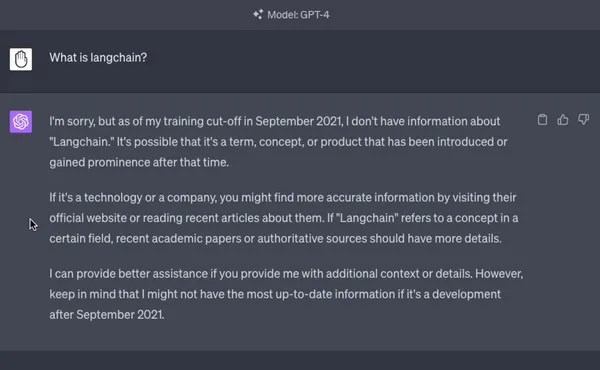 Model: GPT-4
What is langchain?
I'm sorry, but as of my training cut-off in September 2021, I don't have information about
"Langchain." It's possible that it's a term, concept, or product that has been introduced or
gained prominence after that time.
If it's a technology or a company, you might find more accurate information by visiting their
official website or reading recent articles about them. If "Langchain" refers to a concept in a
certain field, recent academic papers or authoritative sources should have more details.
I can provide better assistance if you provide me with additional context or details. However,
keep in mind that I might not have the most up-to-date information if it's a development
after September 2021.